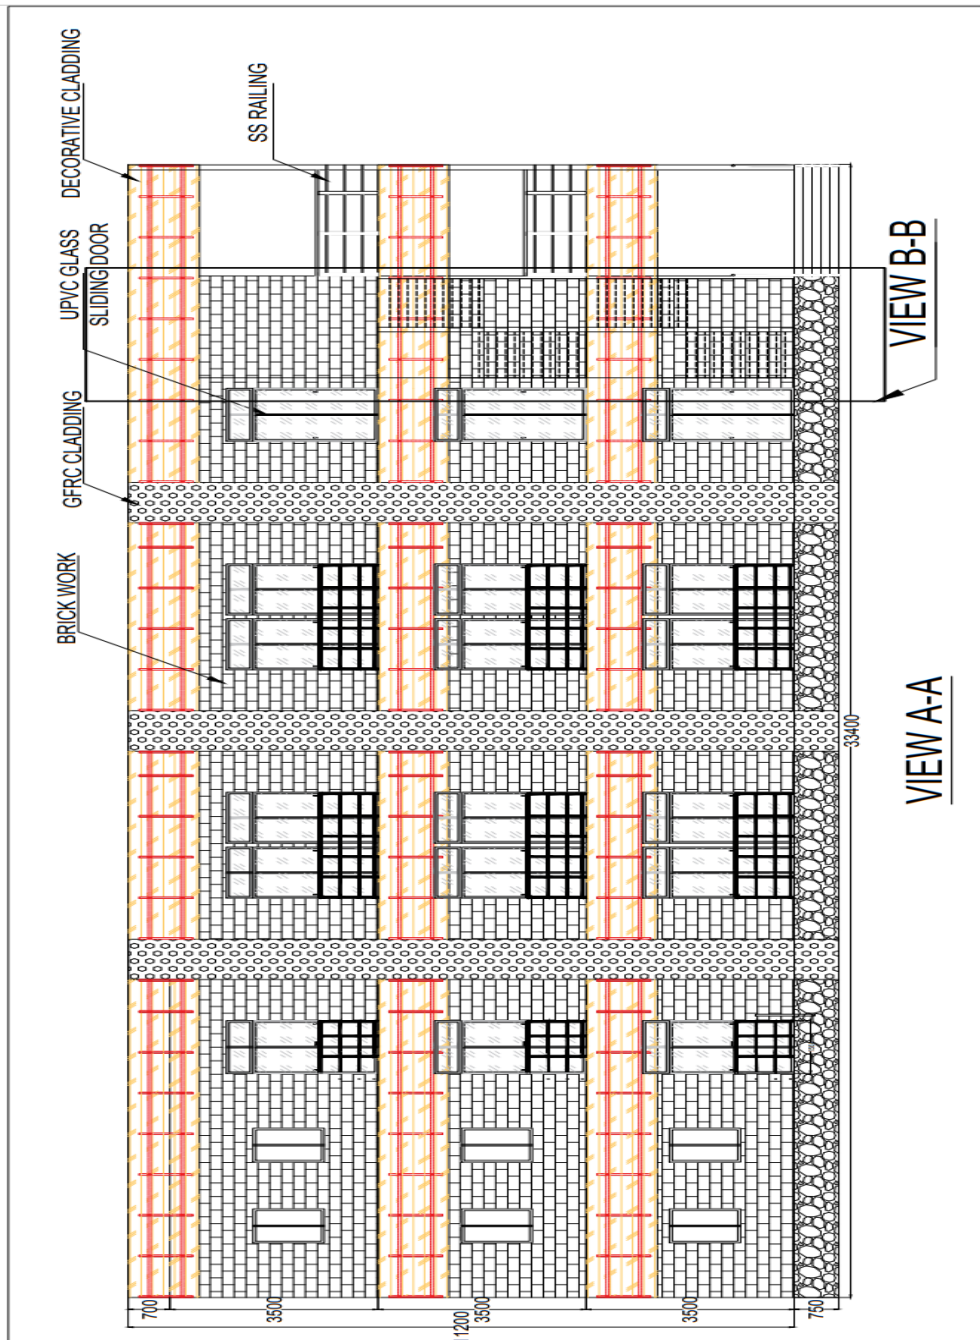 DECORATIVE CLADDING
SS RAILING
UPVC GLASS
SLIDING DOOR
GFRC CLADDING
BRICK WORK
VIEW B-B
VIEW A-A
33400
700
3500
3500
3500
750
11200